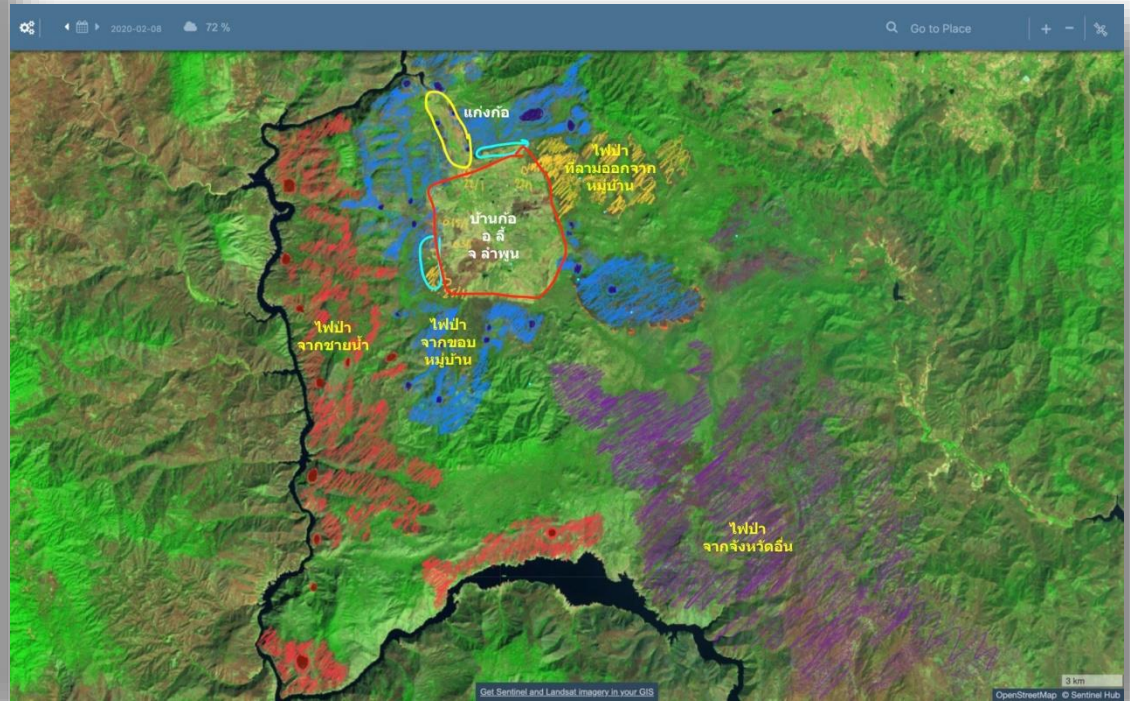 2020-02-08
72 %
Go to Place
แก่งก้อ
ไฟป่า
ที่ลามออกจาก
หมู่บ้าน
บ้านก้อ
อ ลี้
จ ลำพูน
ไฟป่า
จากชายน้ำ
ไฟป่า
จากขอบ
หมู่บ้าน
ไฟป่า
จากจังหวัดอื่น
3 km
Get Sentinel and Landsat imagery in your GIS
OpenStreetMap © Sentinel Hub